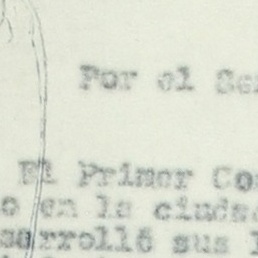 Por el Se
El Primer Co
o en la ciuda
sarrolló sus